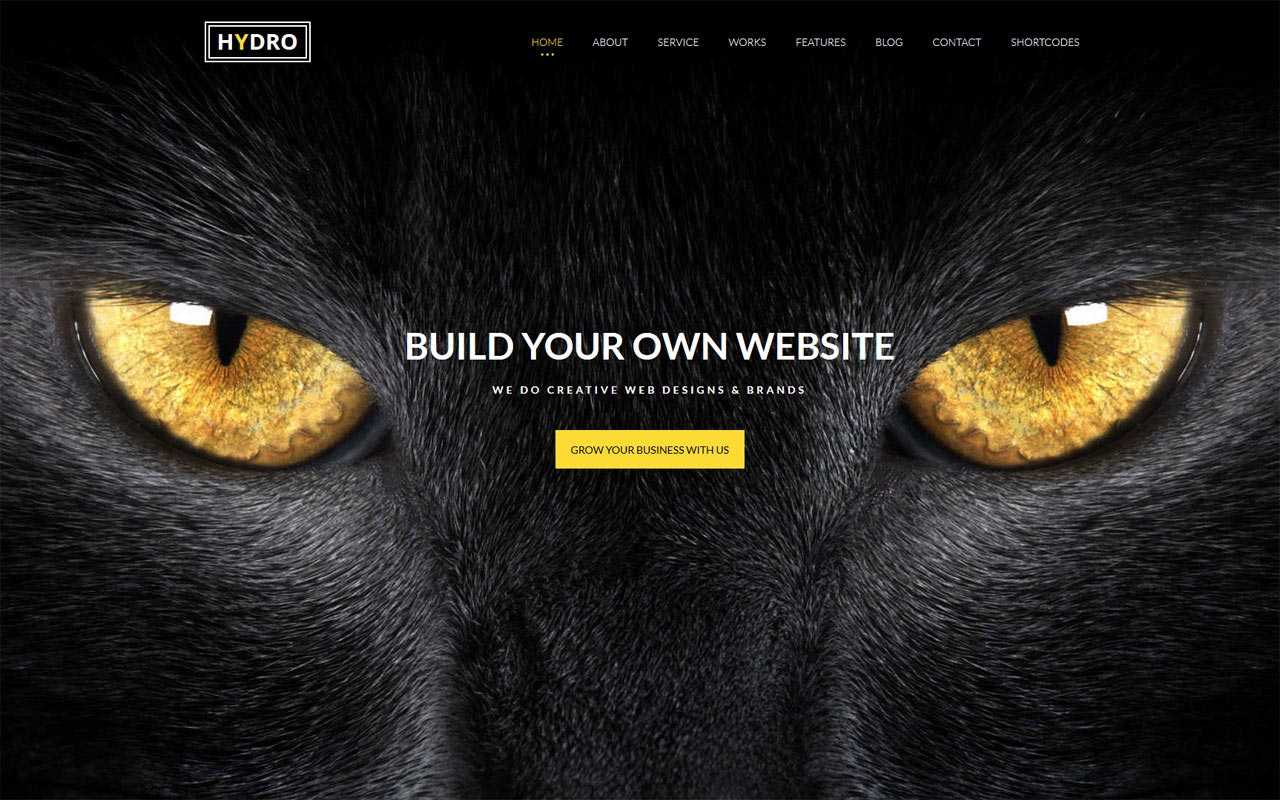 HYDRO
HOME ABOUT SERVICE WORKS FEATURES BLOG CONTACT SHORTCODES
BUILD YOUR OWN WEBSITE
WE DO CREATIVE WEB DESIGNS & BRANDS
GROW YOUR BUSINESS WITH US